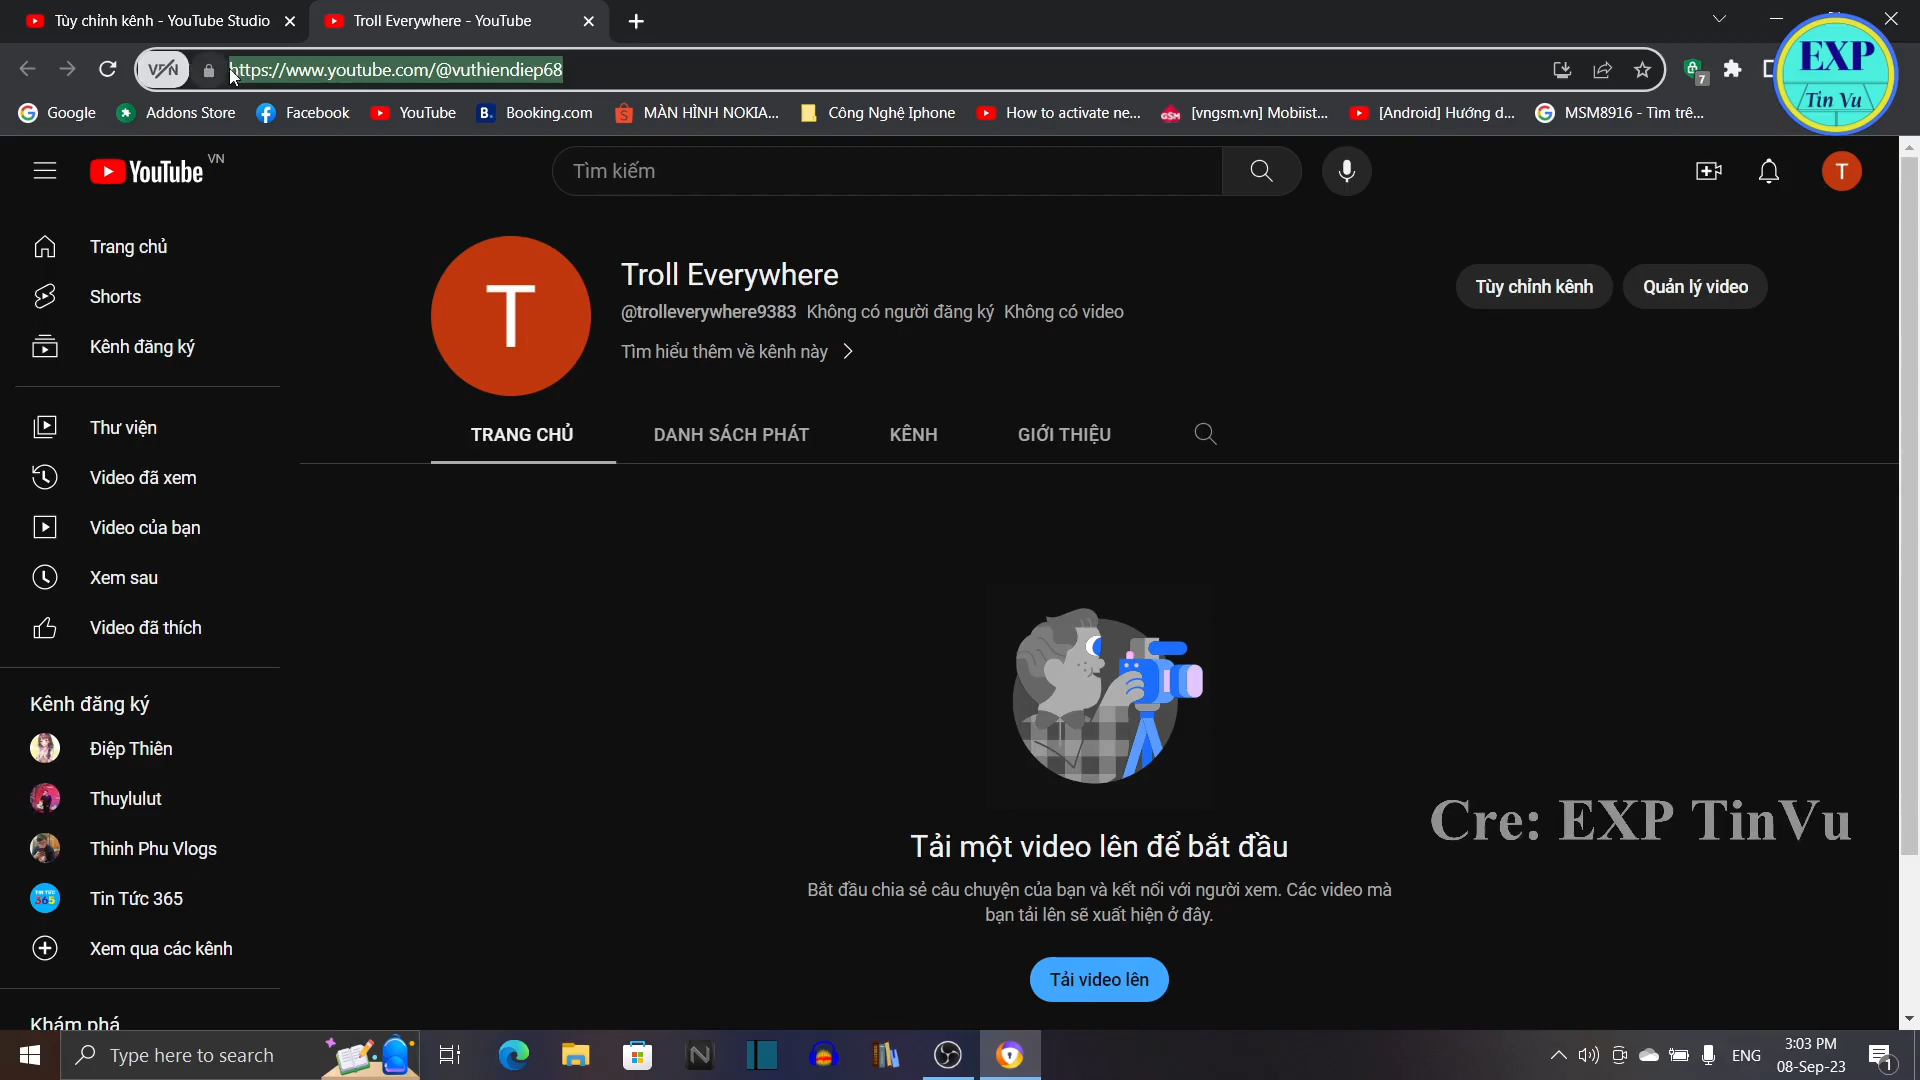 Tùy chỉnh kênh - YouTube Studio
Troll Everywhere - YouTube
VPN
https://www.youtube.com/@vuthiendiep68
7
EXP
Tin Vu
Google
Addons Store
Facebook
YouTube
B.
Booking.com
MÀN HÌNH NOKIA...
Công Nghệ Iphone
How to activate ne...
GSM
[vngsm.vn] Mobiist...
[Android] Hướng d...
MSM8916 - Tìm trê...
YouTube
VN
Tìm kiếm
T
Trang chủ
Shorts
Kênh đăng ký
Thư viện
Video đã xem
Video của bạn
Xem sau
Video đã thích
Kênh đăng ký
Điệp Thiên
Thuylulut
Thinh Phu Vlogs
TIN TỨC
365
Tin Tức 365
Xem qua các kênh
Khám phá
T
Troll Everywhere
@trolleverywhere9383 Không có người đăng ký Không có video
Tìm hiểu thêm về kênh này
Tùy chỉnh kênh
Quản lý video
TRANG CHỦ
DANH SÁCH PHÁT
KÊNH
GIỚI THIỆU
Tải một video lên để bắt đầu
Bắt đầu chia sẻ câu chuyện của bạn và kết nối với người xem. Các video mà
bạn tải lên sẽ xuất hiện ở đây.
Tải video lên
Cre: EXP TinVu
Type here to search
N
ENG
3:03 PM
08-Sep-23
1